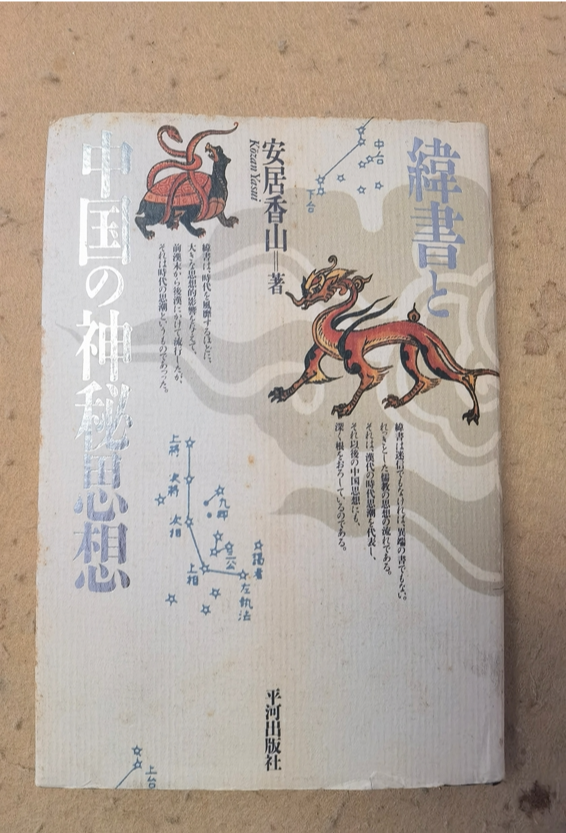 緯書と
中国の神秘思想
安居香山=著
Kōzan Yasui
緯書は、時代を風靡するほどに、
大きな思想的影響をもたらし、
前漢末から後漢にかけて流行したが、
それは時代の思潮というものであった。
緯書は迷信でもなければ、異端の書でもない。
れっきとした儒教の思想の流れである。
それは、漢代の時代思潮を代表し、
それ以後の中国思想にも、
深く根をおろしているのである。
中台
下台
上将
次将
次相
上相
九卿
三公
謁者
左執法
平河出版社
上台